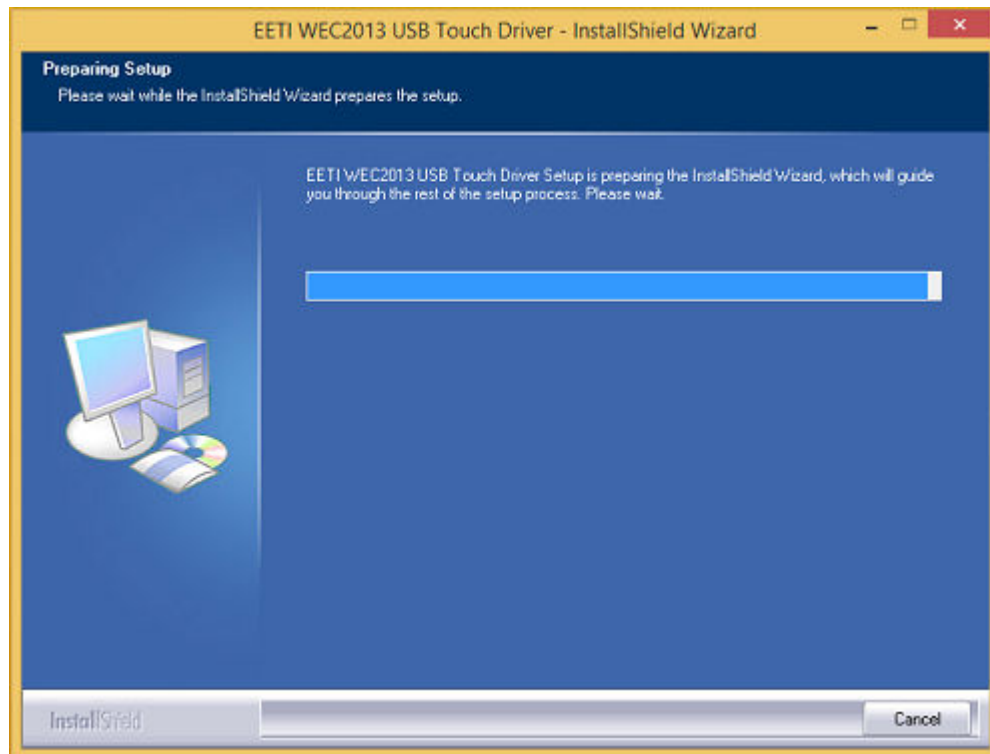 EETI WEC2013 USB Touch Driver - InstallShield Wizard
Preparing Setup
Please wait while the InstallShield Wizard prepares the setup.
EETI WEC2013 USB Touch Driver Setup is preparing the InstallShield Wizard, which will guide
you through the rest of the setup process. Please wait.
InstallShield
Cancel